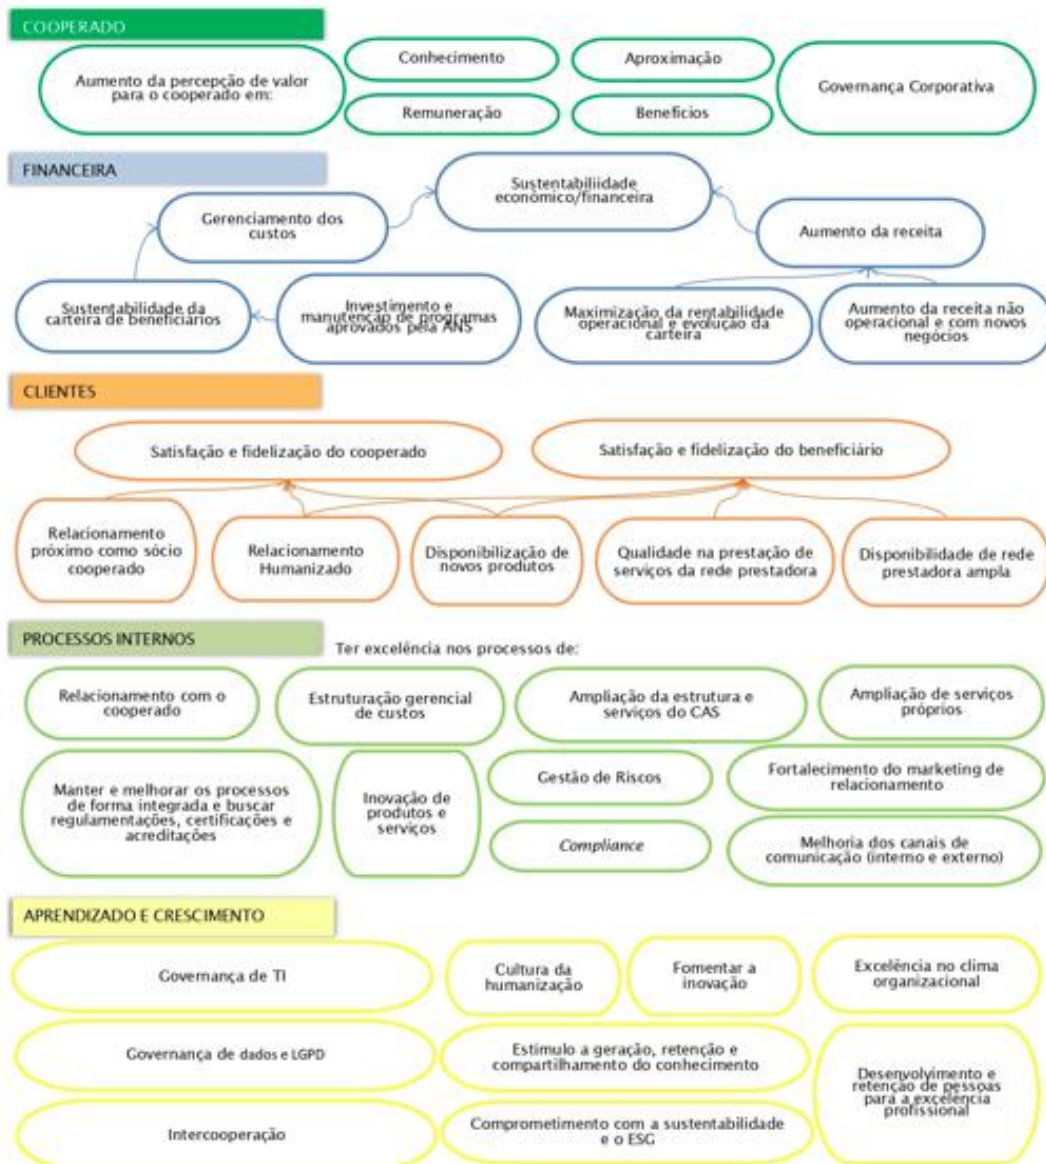 COOPERADO
Aumento da percepção de valor
para o cooperado em:
Conhecimento
Aproximação
Remuneração
Benefícios
Governança Corporativa
FINANCEIRA
Sustentabiliidade
econômico/financeira
Gerenciamento dos
custos
Aumento da receita
Sustentabilidade da
carteira de beneficiários
Investimento e
manutenção de programas
aprovados pela ANS
Maximização da rentabilidade
operacional e evolução da
carteira
Aumento da receita não
operacional e com novos
negócios
CLIENTES
Satisfação e fidelização do cooperado
Satisfação e fidelização do beneficiário
Relacionamento
próximo como sócio
cooperado
Relacionamento
Humanizado
Disponibilização de
novos produtos
Qualidade na prestação de
serviços da rede prestadora
Disponibilidade de rede
prestadora ampla
PROCESSOS INTERNOS
Ter excelência nos processos de:
Relacionamento com o
cooperado
Estruturação gerencial
de custos
Ampliação da estrutura e
serviços do CAS
Ampliação de serviços
próprios
Manter e melhorar os processos
de forma integrada e buscar
regulamentações, certificações e
acreditações
Inovação de
produtos e
serviços
Gestão de Riscos
Compliance
Fortalecimento do marketing de
relacionamento
Melhoria dos canais de
comunicação (interno e externo)
APRENDIZADO E CRESCIMENTO
Governança de TI
Cultura da
humanização
Fomentar a
inovação
Excelência no clima
organizacional
Governança de dados e LGPD
Estimulo a geração, retenção e
compartilhamento do conhecimento
Desenvolvimento e
retenção de pessoas
para a excelência
profissional
Intercooperação
Comprometimento com a sustentabilidade
e o ESG